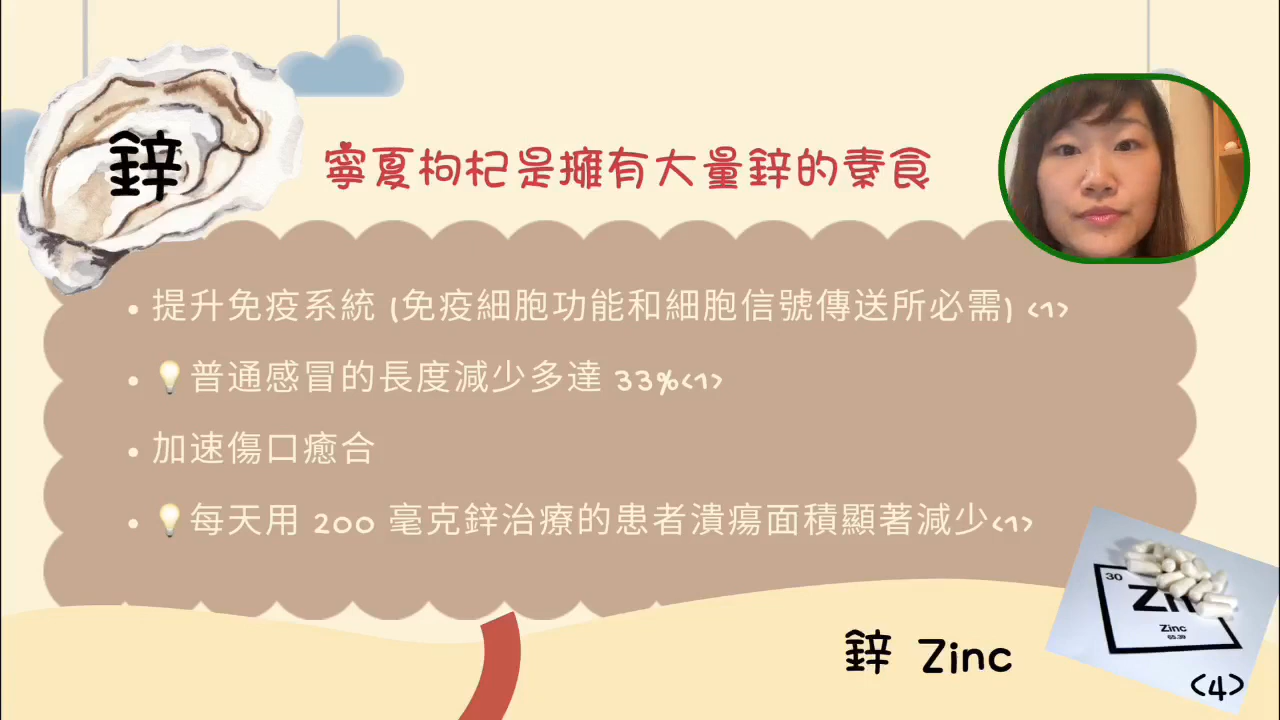 鋅
寧夏枸杞是擁有大量鋅的素食
• 提升免疫系統 (免疫細胞功能和細胞信號傳送所必需) <1>
• 💡普通感冒的長度減少多達 33%<1>
• 加速傷口癒合
• 💡每天用 200 毫克鋅治療的患者潰瘍面積顯著減少<1>
鋅 Zinc
30
Zinc
65.39
<4>